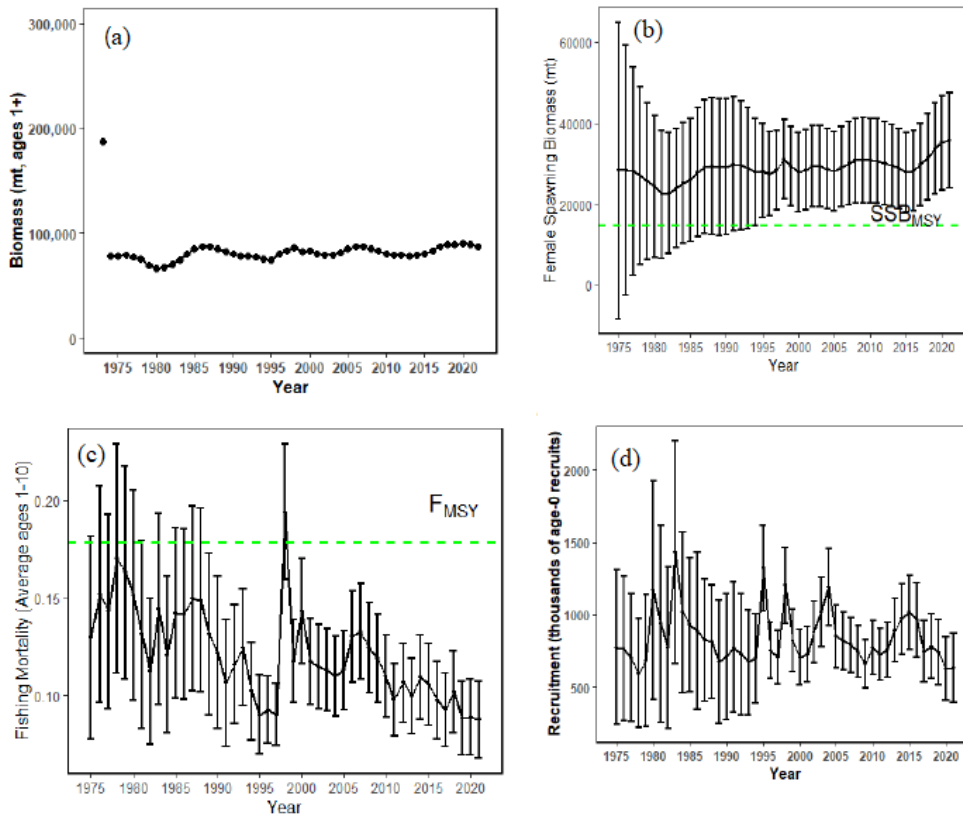 (a)
Biomass (mt, ages 1+)
300,000
200,000
100,000
0
1975 1980 1985 1990 1995 2000 2005 2010 2015 2020
Year
(b)
Female Spawning Biomass (mt)
60000
40000
20000
0
SSBMSY
1975 1980 1985 1990 1995 2000 2005 2010 2015 2020
Year
(c)
Fishing Mortality (Average ages 1-10)
0.20
0.15
0.10
FMSY
1975 1980 1985 1990 1995 2000 2005 2010 2015 2020
Year
(d)
Recruitment (thousands of age-0 recruits)
2000
1500
1000
500
1975 1980 1985 1990 1995 2000 2005 2010 2015 2020
Year